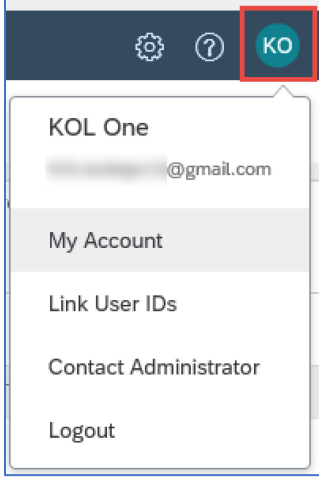 KO
KOL One
@gmail.com
My Account
Link User IDs
Contact Administrator
Logout